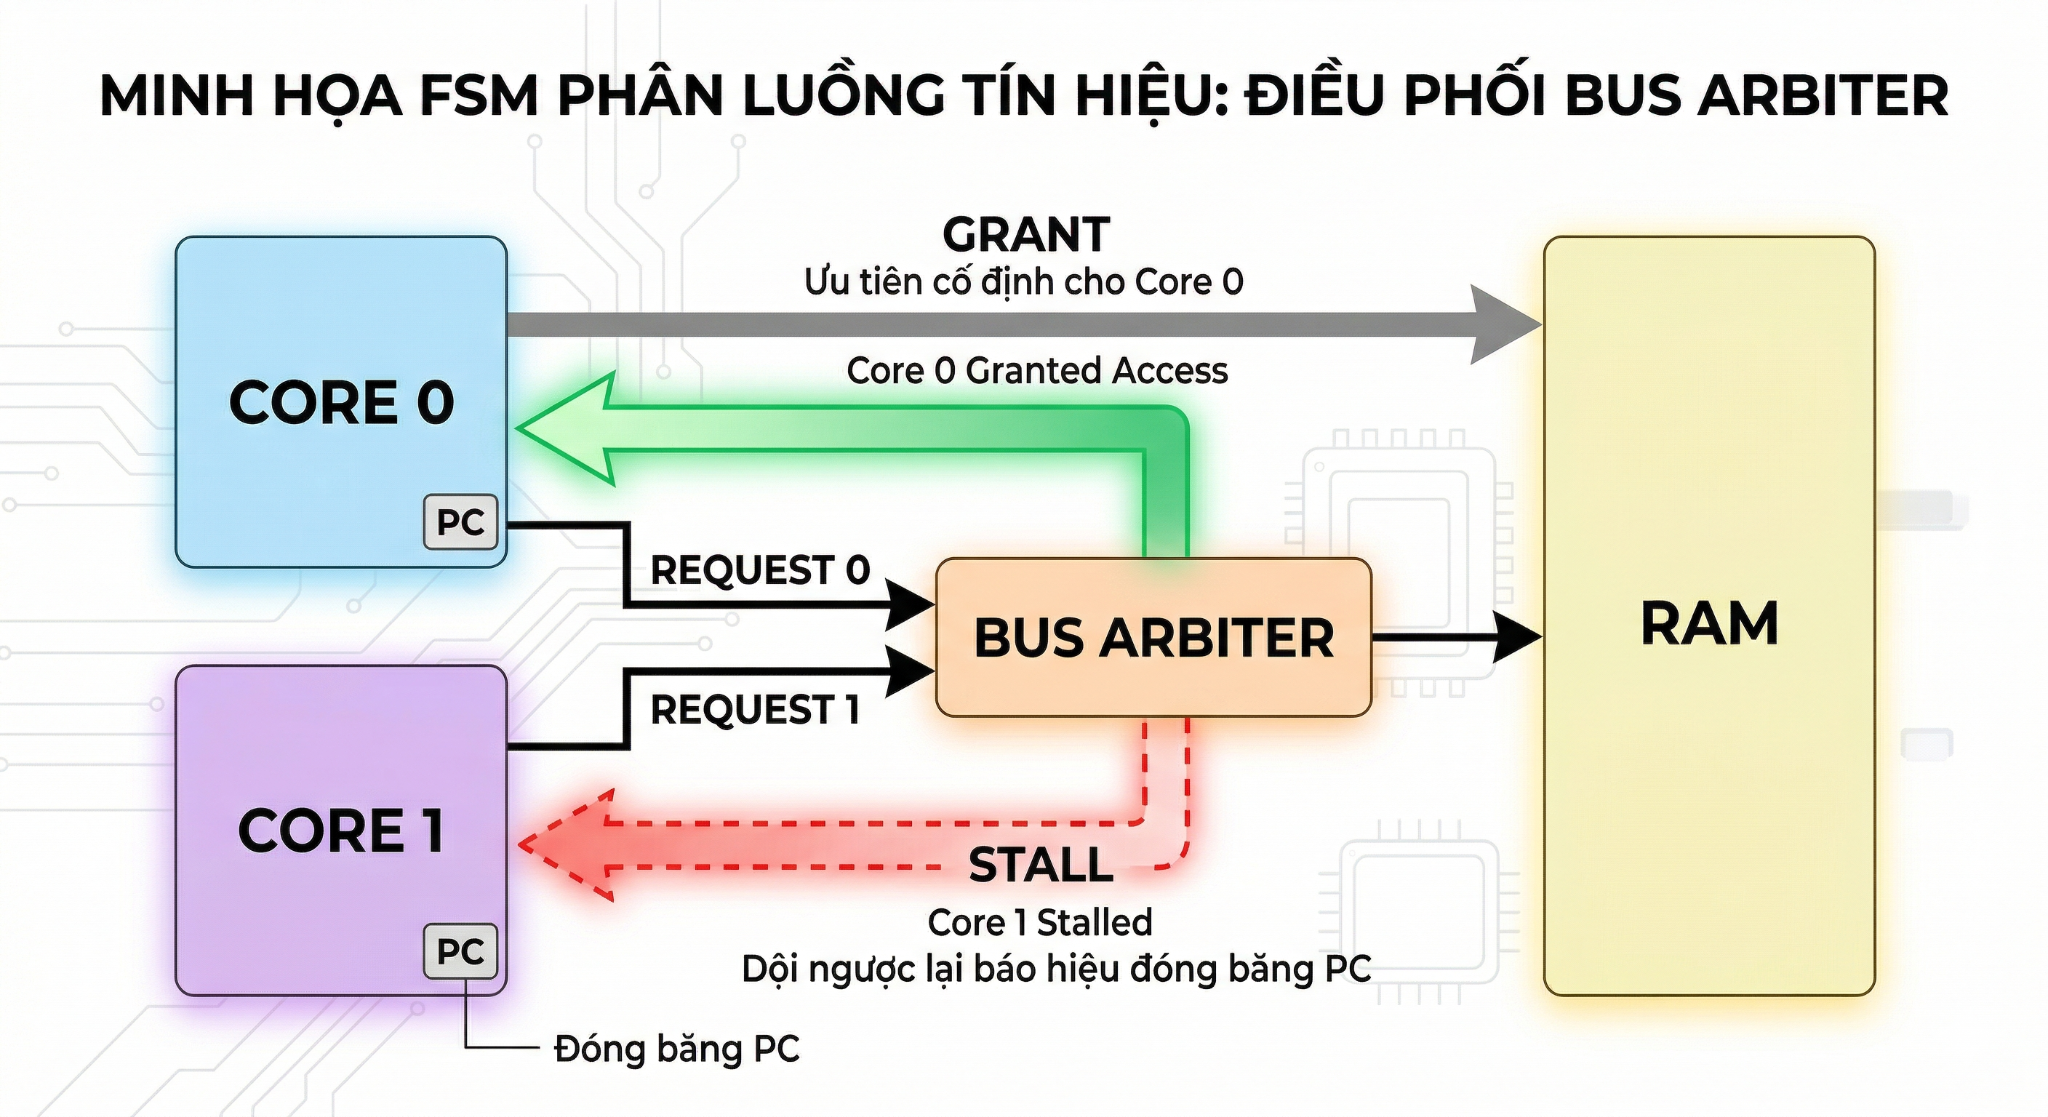 MINH HỌA FSM PHÂN LUỒNG TÍN HIỆU: ĐIỀU PHỐI BUS ARBITER
GRANT
Ưu tiên cố định cho Core 0
Core 0 Granted Access
CORE 0
PC
REQUEST 0
BUS ARBITER
RAM
REQUEST 1
CORE 1
STALL
Core 1 Stalled
Dội ngược lại báo hiệu đóng băng PC
PC
Đóng băng PC